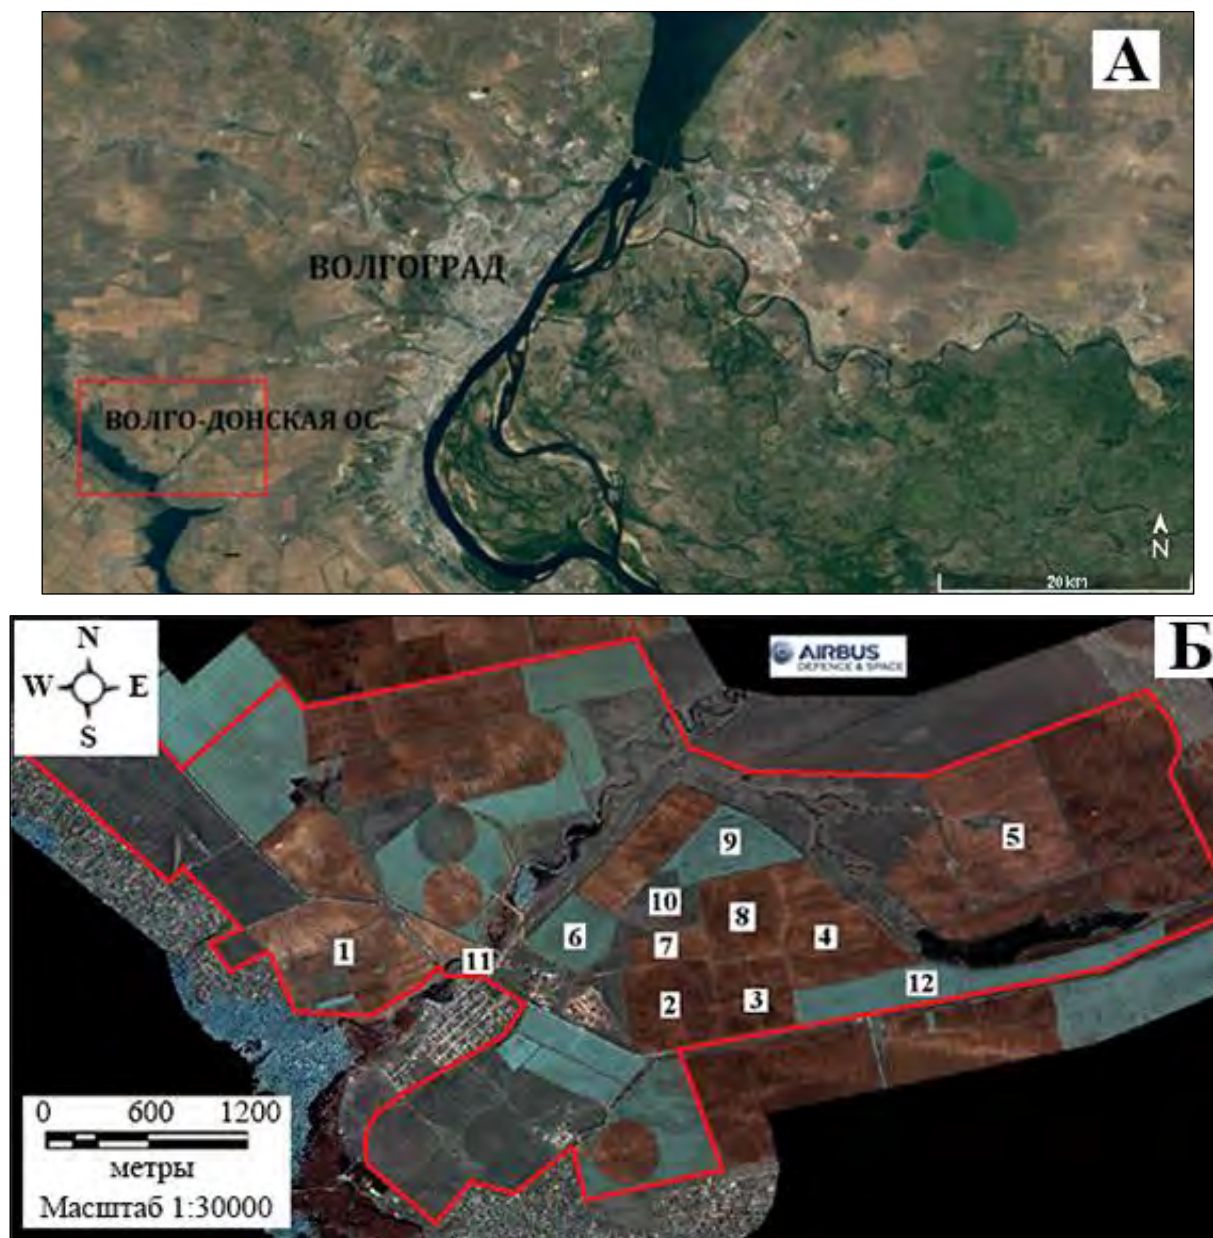 А
ВОЛГОГРАД
ВОЛГО-ДОНСКАЯ ОС
N
20 km
N
W E
S
AIRBUS
DEFENCE & SPACE
Б
9
5
10
8
6
7
4
1
11
12
2
3
0 600 1200
метры
Масштаб 1:30000